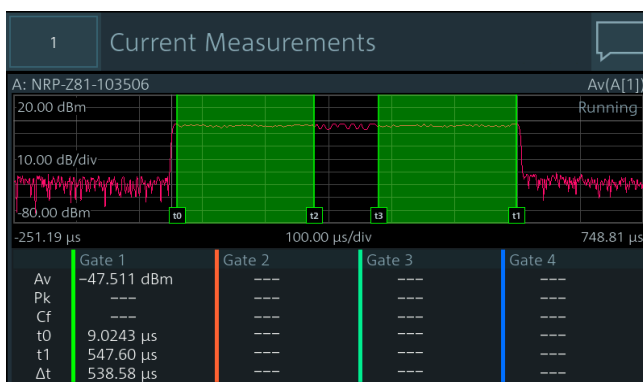 1
Current Measurements
A: NRP-Z81-103506
Av(A[1])
20.00 dBm
Running
10.00 dB/div
-80.00 dBm
t0
t2
t3
t1
-251.19 µs
100.00 µs/div
748.81 µs
Gate 1 Gate 2 Gate 3 Gate 4
Av −47.511 dBm --- --- ---
Pk --- --- --- ---
Cf --- --- --- ---
t0 9.0243 µs --- --- ---
t1 547.60 µs --- --- ---
Δt 538.58 µs --- --- ---